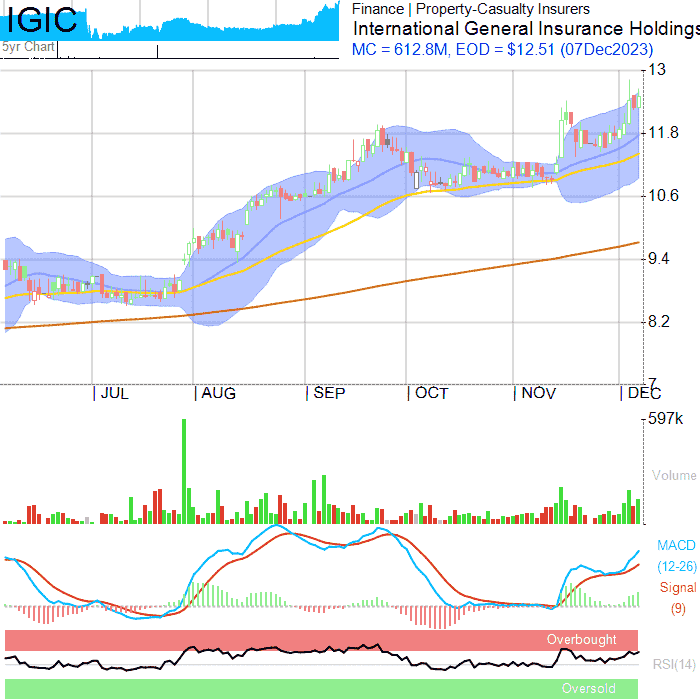 IGIC
5yr Chart
Finance | Property-Casualty Insurers
International General Insurance Holdings
MC = 612.8M, EOD = $12.51 (07Dec2023)
13
11.8
10.6
9.4
8.2
7
JUL AUG SEP OCT NOV DEC
597k
Volume
MACD
(12-26)
Signal
(9)
Overbought
RSI(14)
Oversold